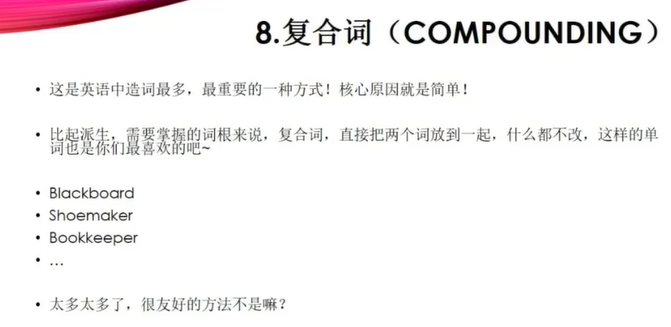 8.复合词（COMPOUNDING）
• 这是英语中造词最多，最重要的一种方式！核心原因就是简单！
• 比起派生，需要掌握的词根来说，复合词，直接把两个词放到一起，什么都不改，这样的单
词也是你们最喜欢的吧~
• Blackboard
• Shoemaker
• Bookkeeper
• …
• 太多太多了，很友好的方法不是嘛？